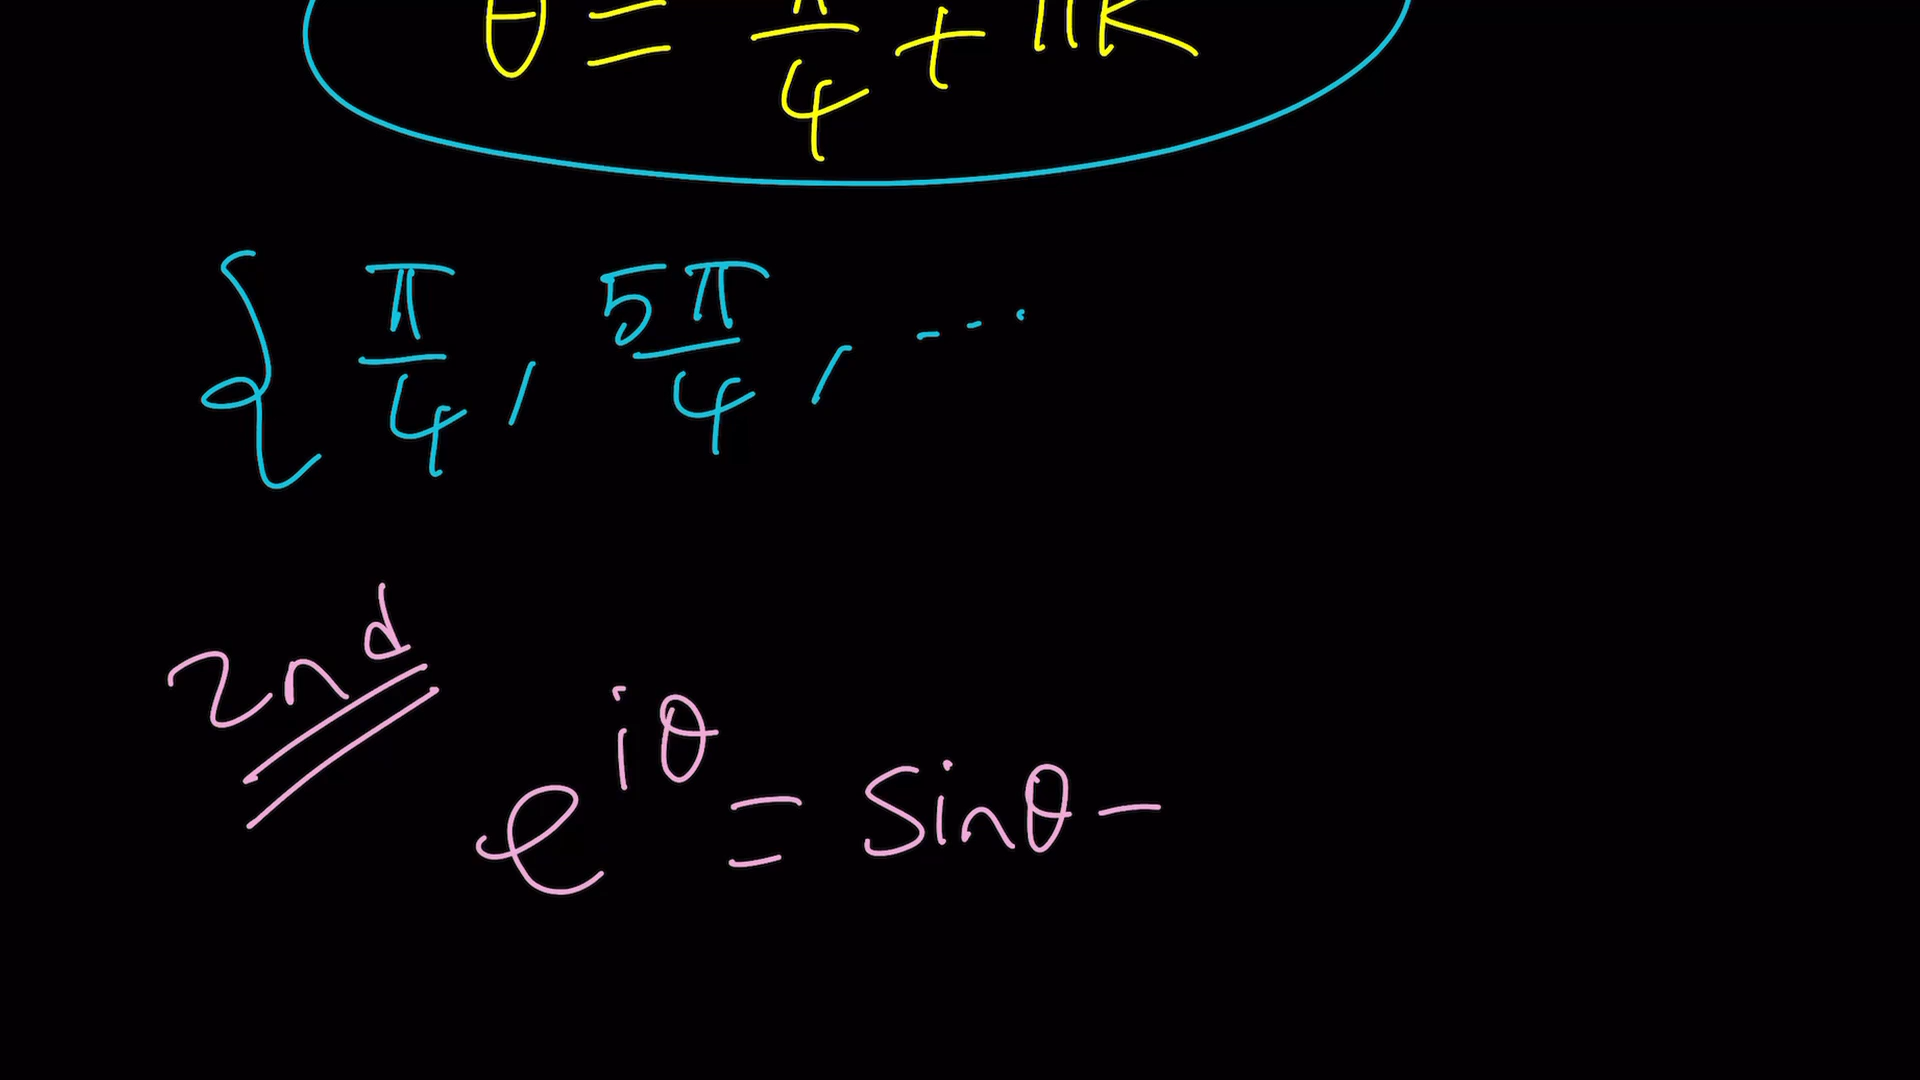 θ = π/4 + πk
{ π/4, 5π/4, ...
2nd
e^{iθ} = sinθ -